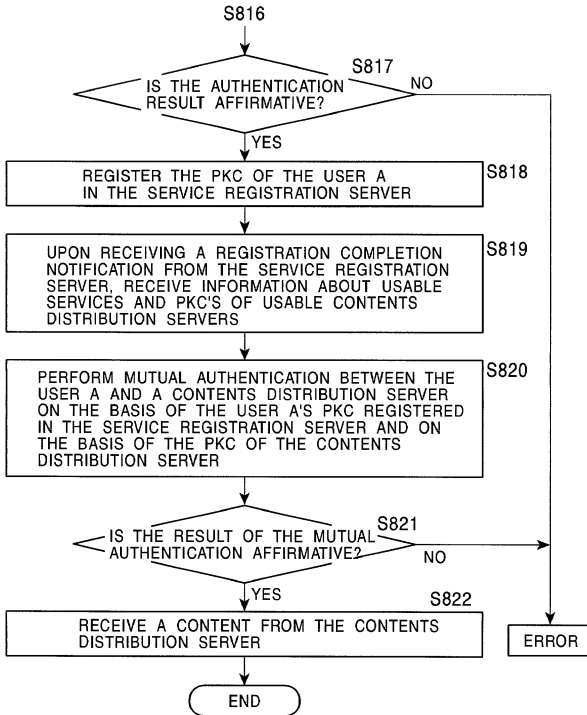 S816
S817
IS THE AUTHENTICATION
RESULT AFFIRMATIVE?
NO
YES
REGISTER THE PKC OF THE USER A
IN THE SERVICE REGISTRATION SERVER
S818
UPON RECEIVING A REGISTRATION COMPLETION
NOTIFICATION FROM THE SERVICE REGISTRATION
SERVER, RECEIVE INFORMATION ABOUT USABLE
SERVICES AND PKC'S OF USABLE CONTENTS
DISTRIBUTION SERVERS
S819
PERFORM MUTUAL AUTHENTICATION BETWEEN THE
USER A AND A CONTENTS DISTRIBUTION SERVER
ON THE BASIS OF THE USER A'S PKC REGISTERED
IN THE SERVICE REGISTRATION SERVER AND ON
THE BASIS OF THE PKC OF THE CONTENTS
DISTRIBUTION SERVER
S820
S821
IS THE RESULT OF THE MUTUAL
AUTHENTICATION AFFIRMATIVE?
NO
YES
S822
RECEIVE A CONTENT FROM THE CONTENTS
DISTRIBUTION SERVER
ERROR
END